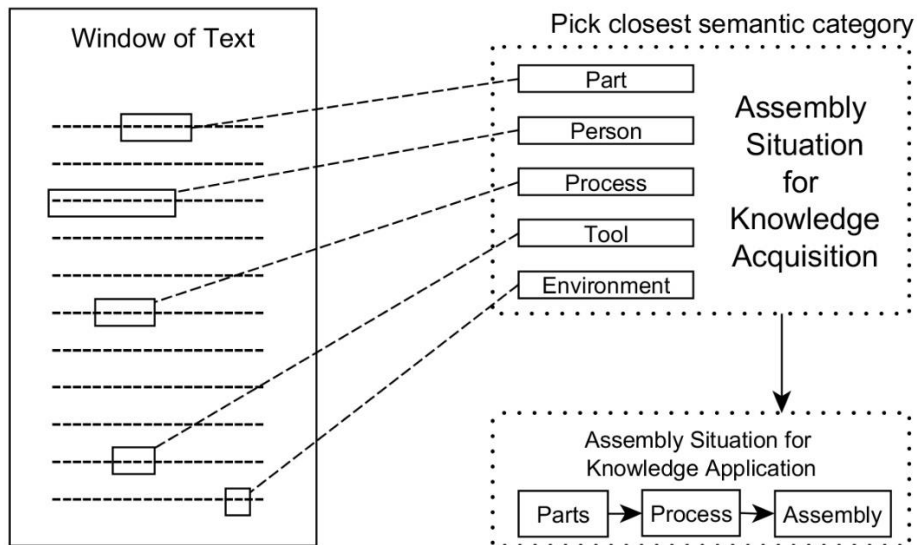 Window of Text
Pick closest semantic category
Part
Person
Process
Tool
Environment
Assembly
Situation
for
Knowledge
Acquisition
Assembly Situation for
Knowledge Application
Parts
Process
Assembly